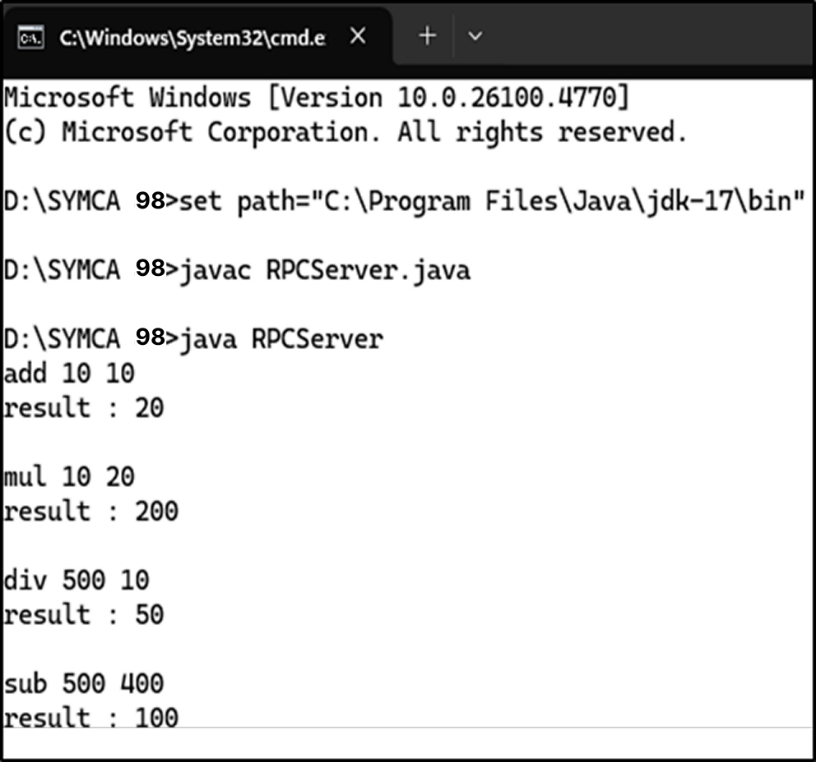 C:\Windows\System32\cmd.e
Microsoft Windows [Version 10.0.26100.4770]
(c) Microsoft Corporation. All rights reserved.
D:\SYMCA 98>set path="C:\Program Files\Java\jdk-17\bin"
D:\SYMCA 98>javac RPCServer.java
D:\SYMCA 98>java RPCServer
add 10 10
result : 20
mul 10 20
result : 200
div 500 10
result : 50
sub 500 400
result : 100